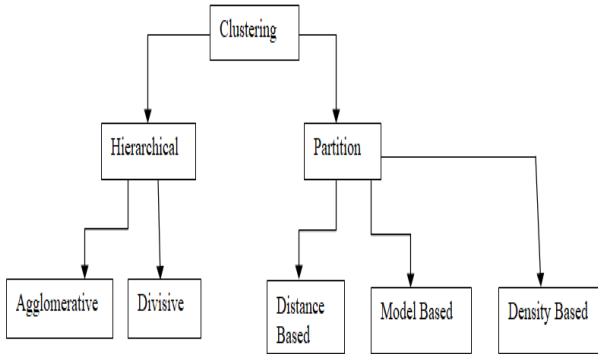 Clustering
Hierarchical
Partition
Agglomerative
Divisive
Distance
Based
Model Based
Density Based